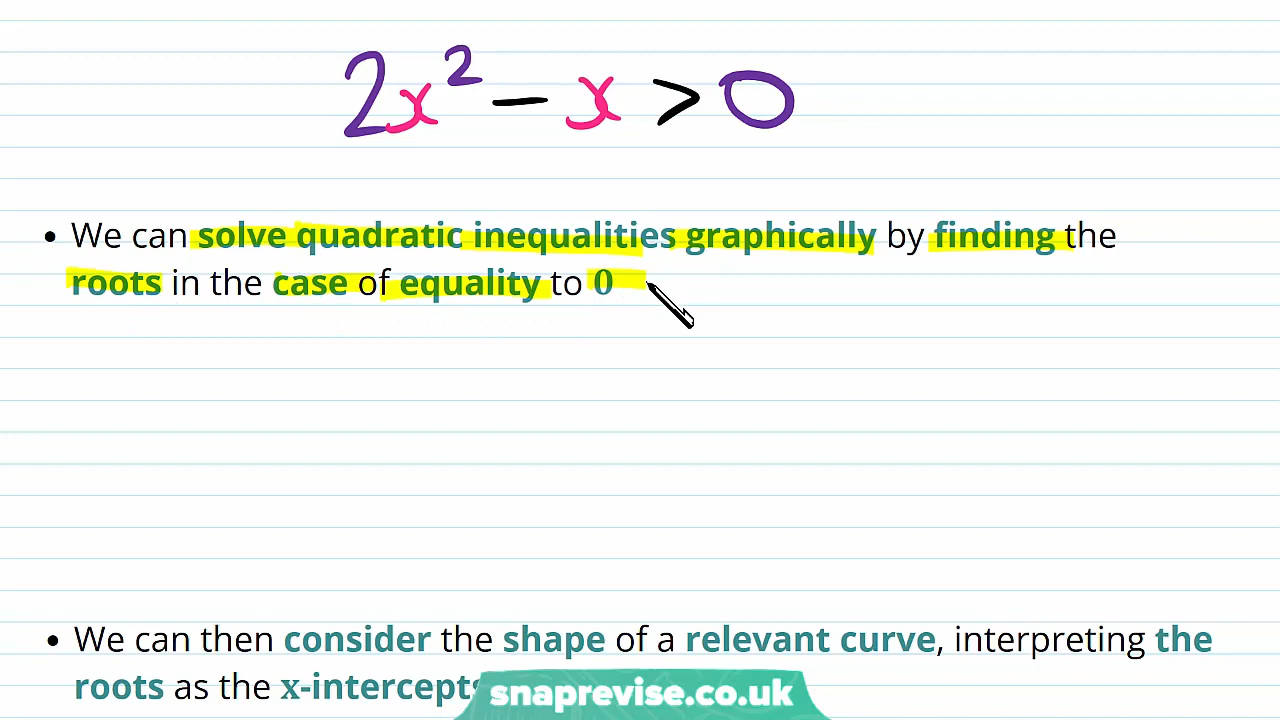 2x² − x > 0
• We can solve quadratic inequalities graphically by finding the
roots in the case of equality to 0
• We can then consider the shape of a relevant curve, interpreting the
roots as the x-intercepts
snaprevise.co.uk